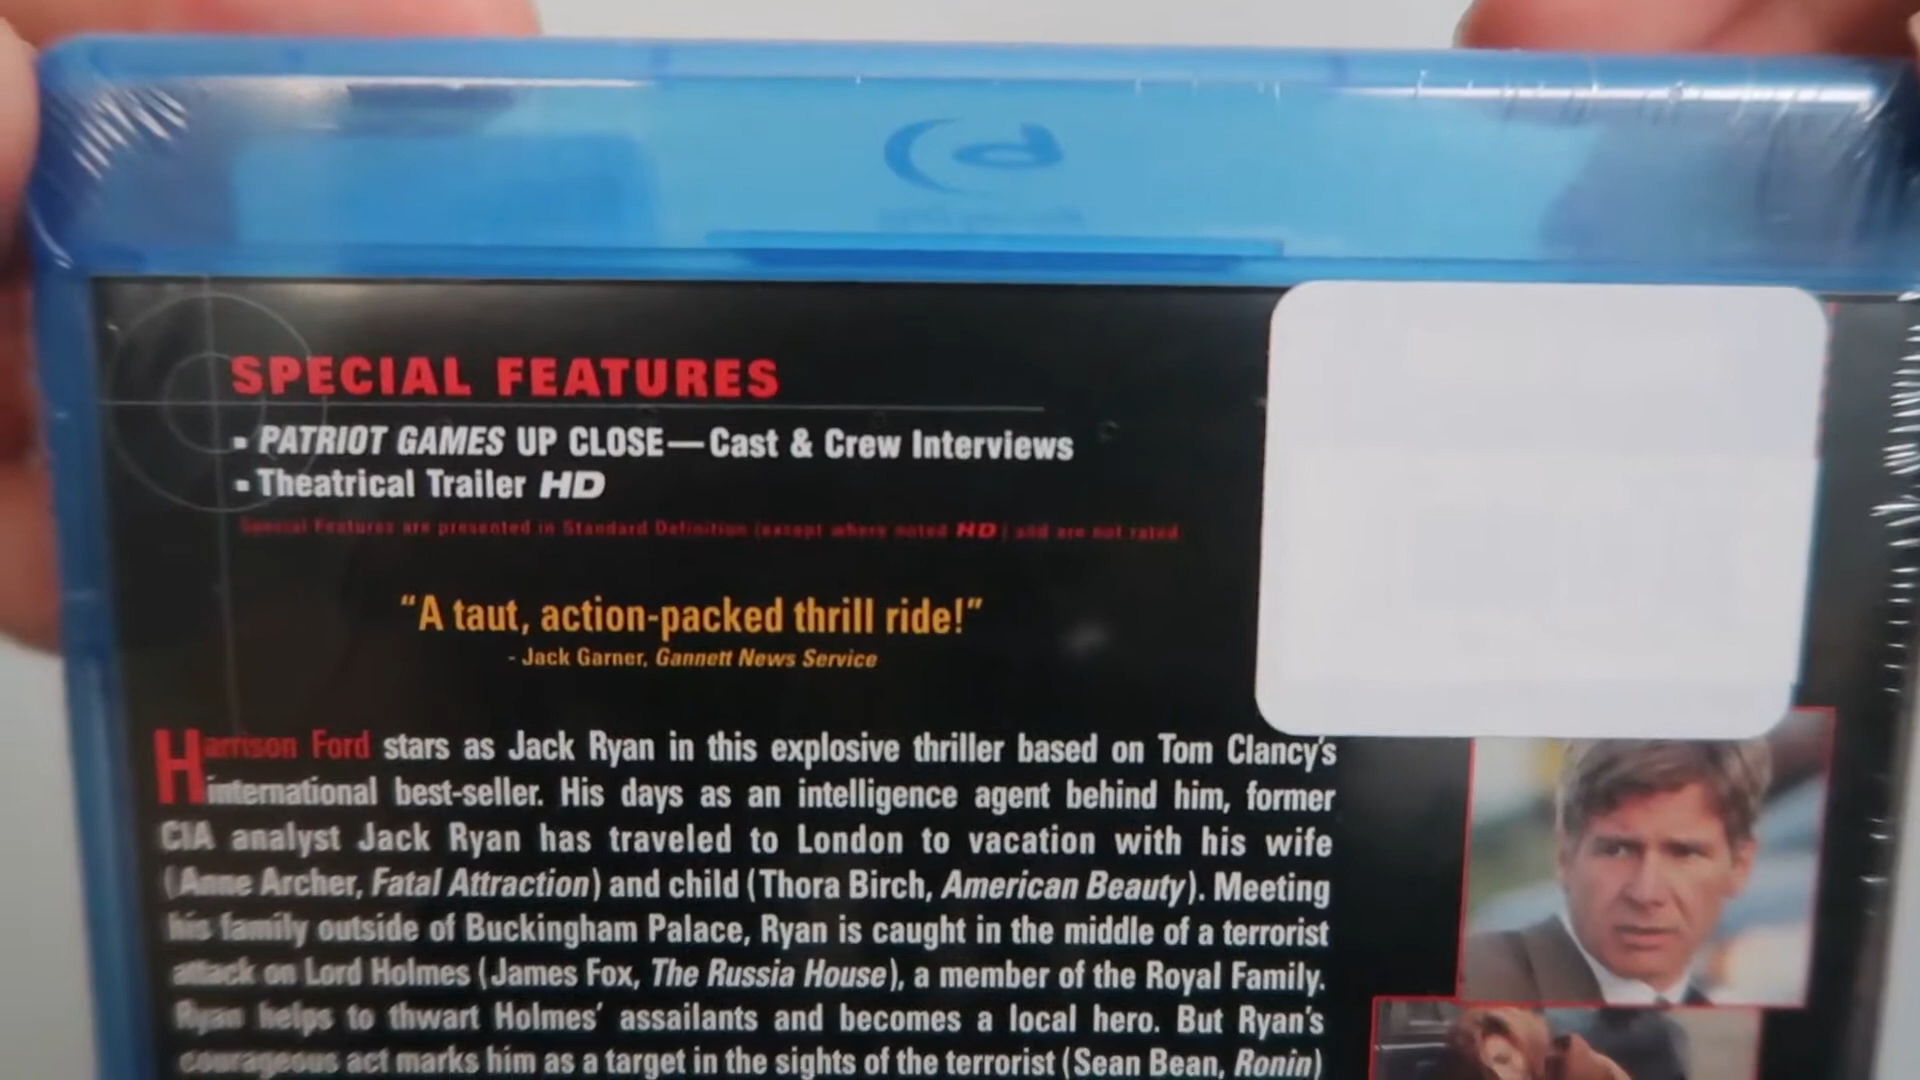 SPECIAL FEATURES
▪ PATRIOT GAMES UP CLOSE—Cast & Crew Interviews
▪ Theatrical Trailer HD
Special Features are presented in Standard Definition (except where noted HD) and are not rated.
“A taut, action-packed thrill ride!”
- Jack Garner, Gannett News Service
Harrison Ford stars as Jack Ryan in this explosive thriller based on Tom Clancy's
international best-seller. His days as an intelligence agent behind him, former
CIA analyst Jack Ryan has traveled to London to vacation with his wife
(Anne Archer, Fatal Attraction) and child (Thora Birch, American Beauty). Meeting
his family outside of Buckingham Palace, Ryan is caught in the middle of a terrorist
attack on Lord Holmes (James Fox, The Russia House), a member of the Royal Family.
Ryan helps to thwart Holmes' assailants and becomes a local hero. But Ryan's
courageous act marks him as a target in the sights of the terrorist (Sean Bean, Ronin)